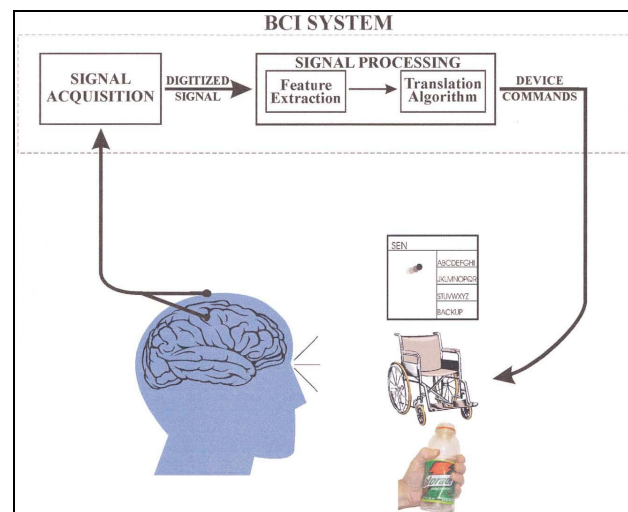 BCI SYSTEM
SIGNAL
ACQUISITION
DIGITIZED
SIGNAL
SIGNAL PROCESSING
Feature
Extraction
Translation
Algorithm
DEVICE
COMMANDS
SEN
ABCDEFGHI
JKLMNOPQR
STUVWXYZ
BACKUP